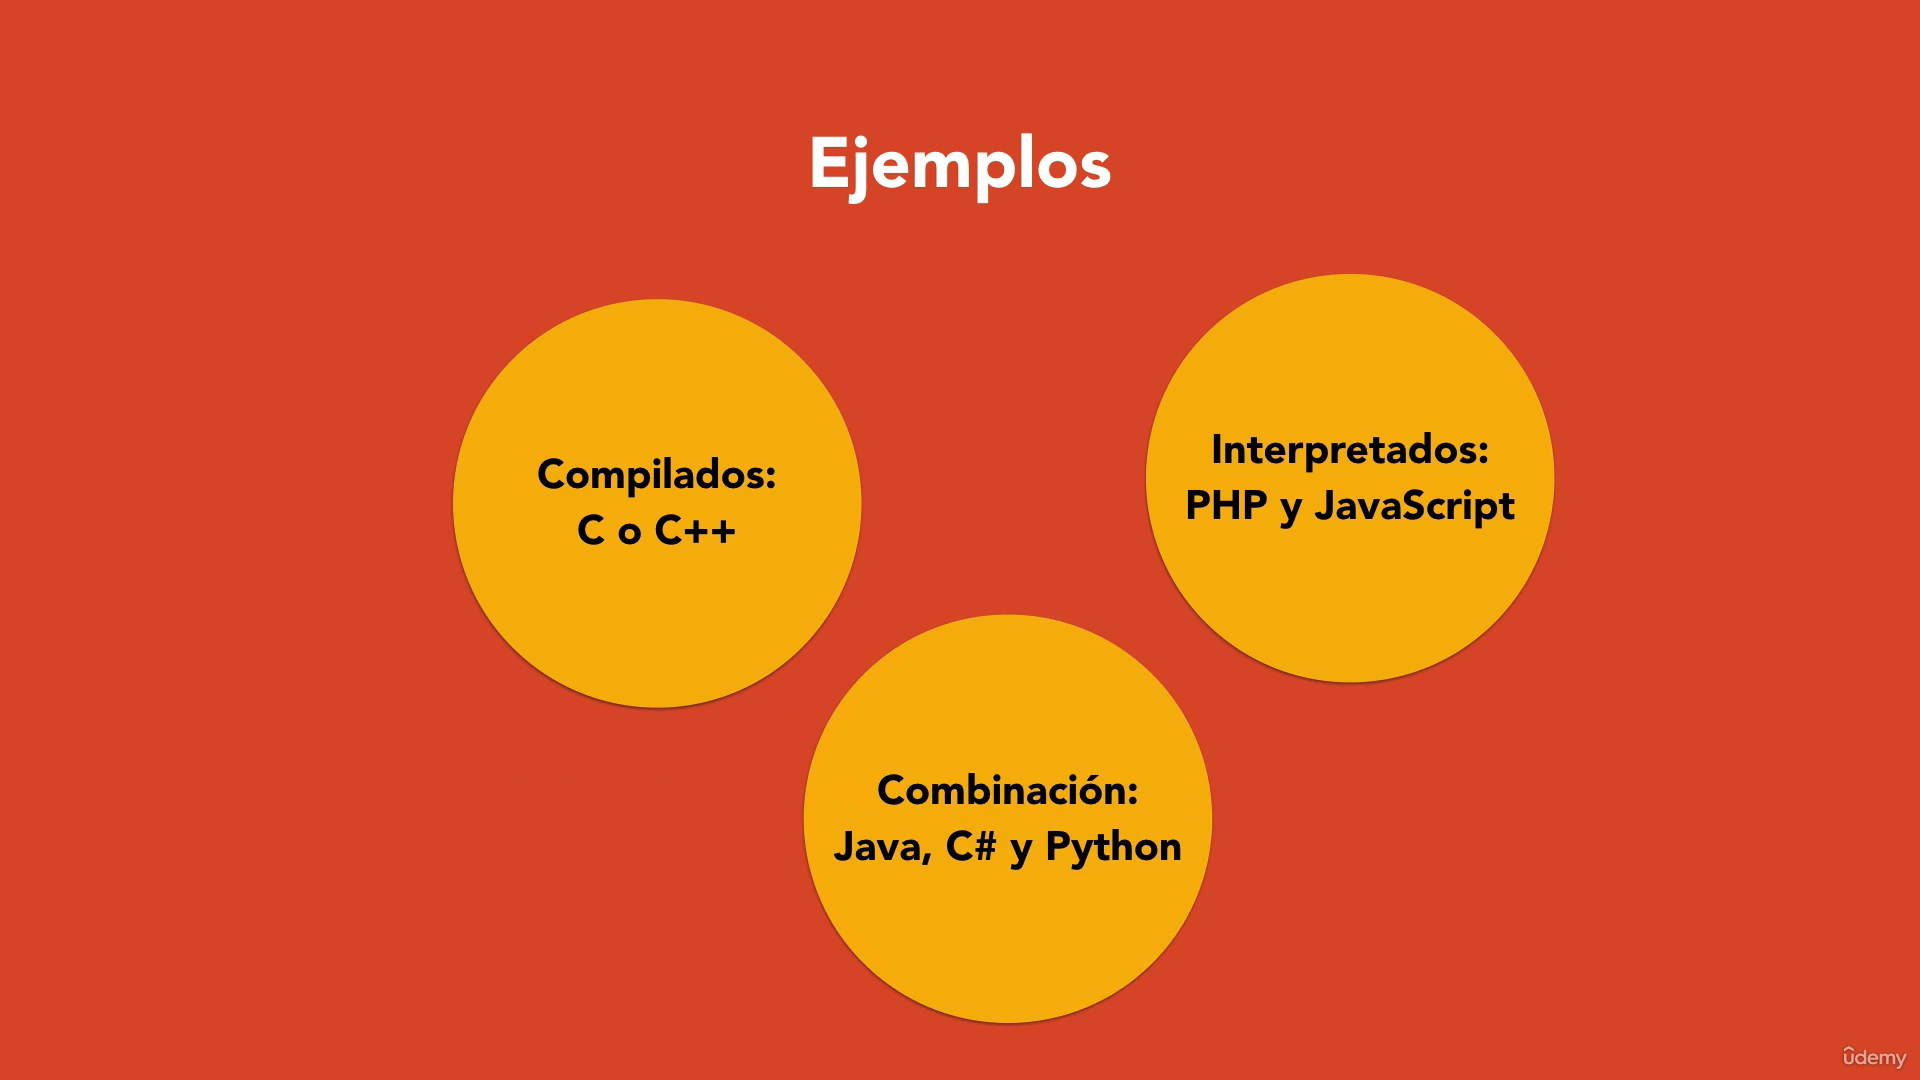 Ejemplos
Compilados:
C o C++
Interpretados:
PHP y JavaScript
Combinación:
Java, C# y Python
ûdemy